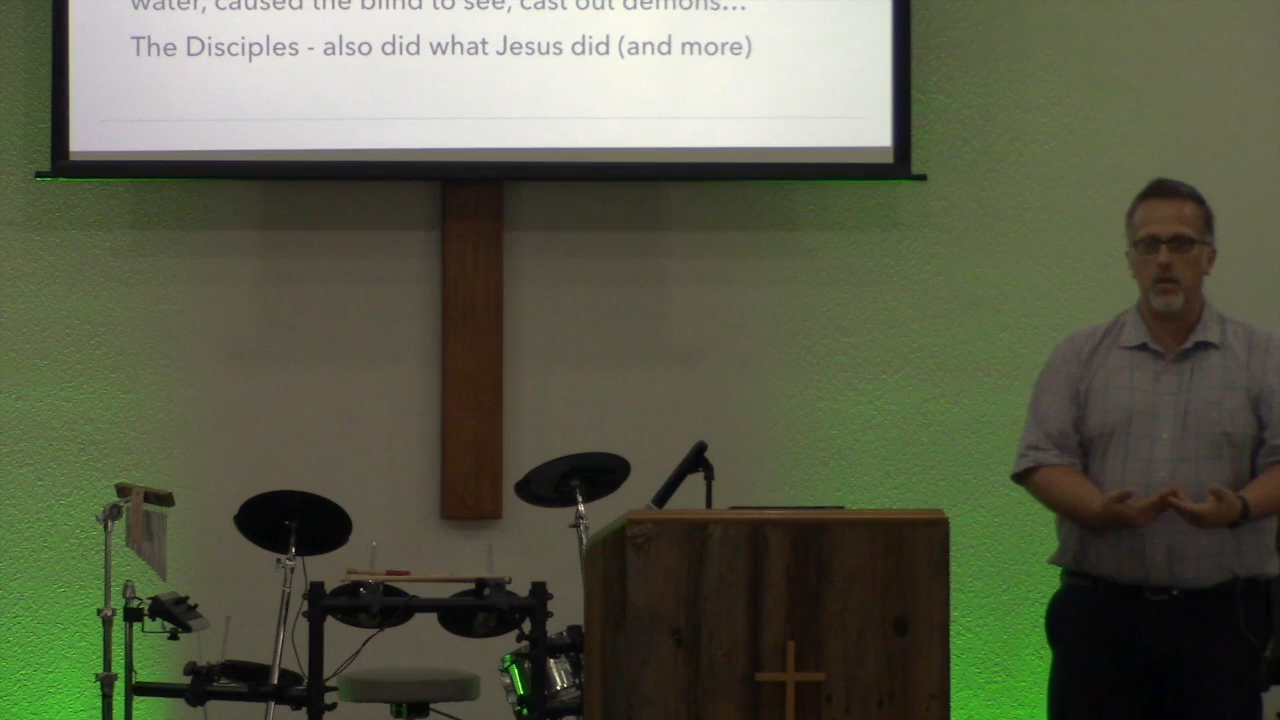 water, caused the blind to see, cast out demons...
The Disciples - also did what Jesus did (and more)